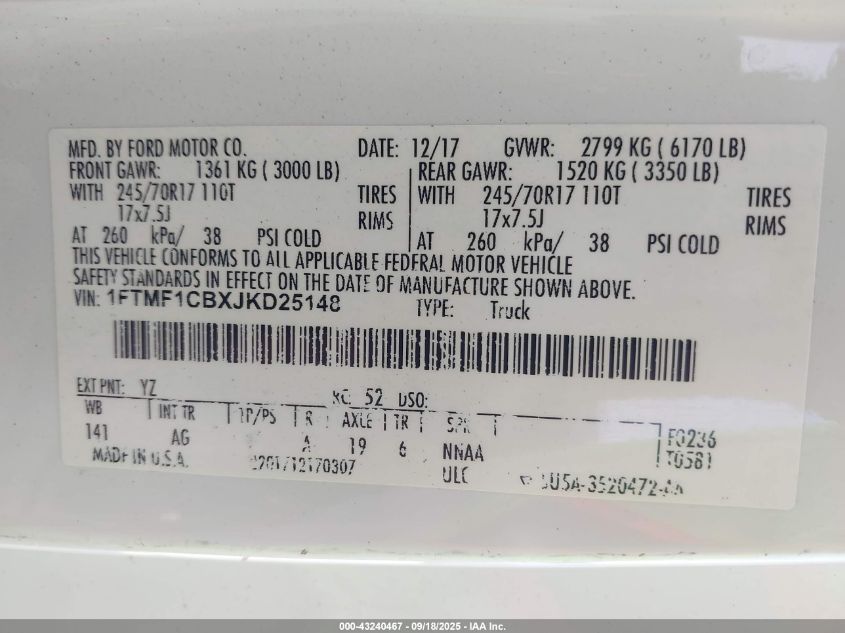 MFD. BY FORD MOTOR CO. DATE: 12/17 GVWR: 2799 KG ( 6170 LB)
FRONT GAWR: 1361 KG ( 3000 LB) REAR GAWR: 1520 KG ( 3350 LB)
WITH 245/70R17 110T TIRES WITH 245/70R17 110T TIRES
17x7.5J RIMS 17x7.5J RIMS
AT 260 kPa/ 38 PSI COLD AT 260 kPa/ 38 PSI COLD
THIS VEHICLE CONFORMS TO ALL APPLICABLE FEDERAL MOTOR VEHICLE
SAFETY STANDARDS IN EFFECT ON THE DATE OF MANUFACTURE SHOWN ABOVE.
VIN: 1FTMF1CBXJKD25148 TYPE: Truck
EXT PNT: YZ RC: 52 DSO:
WB INT TR TP/PS R AXLE TR SPR
141 AG A 19 6 NNAA F0236
MADE IN U.S.A. ULC T0581
000-43240467 - 09/18/2025 - IAA Inc.